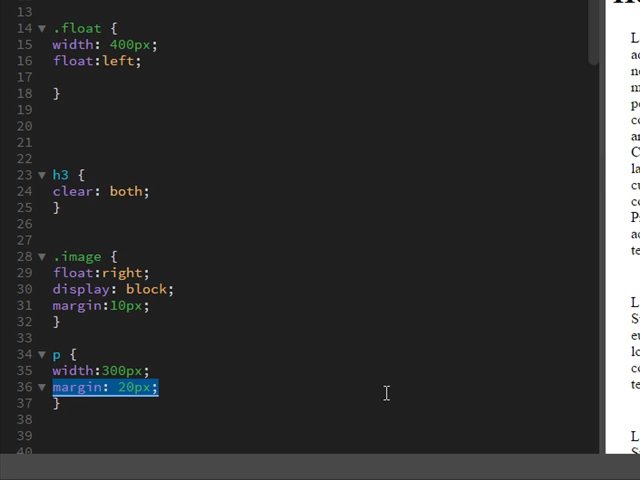 13
14 .float {
15 width: 400px;
16 float:left;
17
18 }
19
20
21
22
23 h3 {
24 clear: both;
25 }
26
27
28 .image {
29 float:right;
30 display: block;
31 margin:10px;
32 }
33
34 p {
35 width:300px;
36 margin: 20px;
37 }
38
39
40